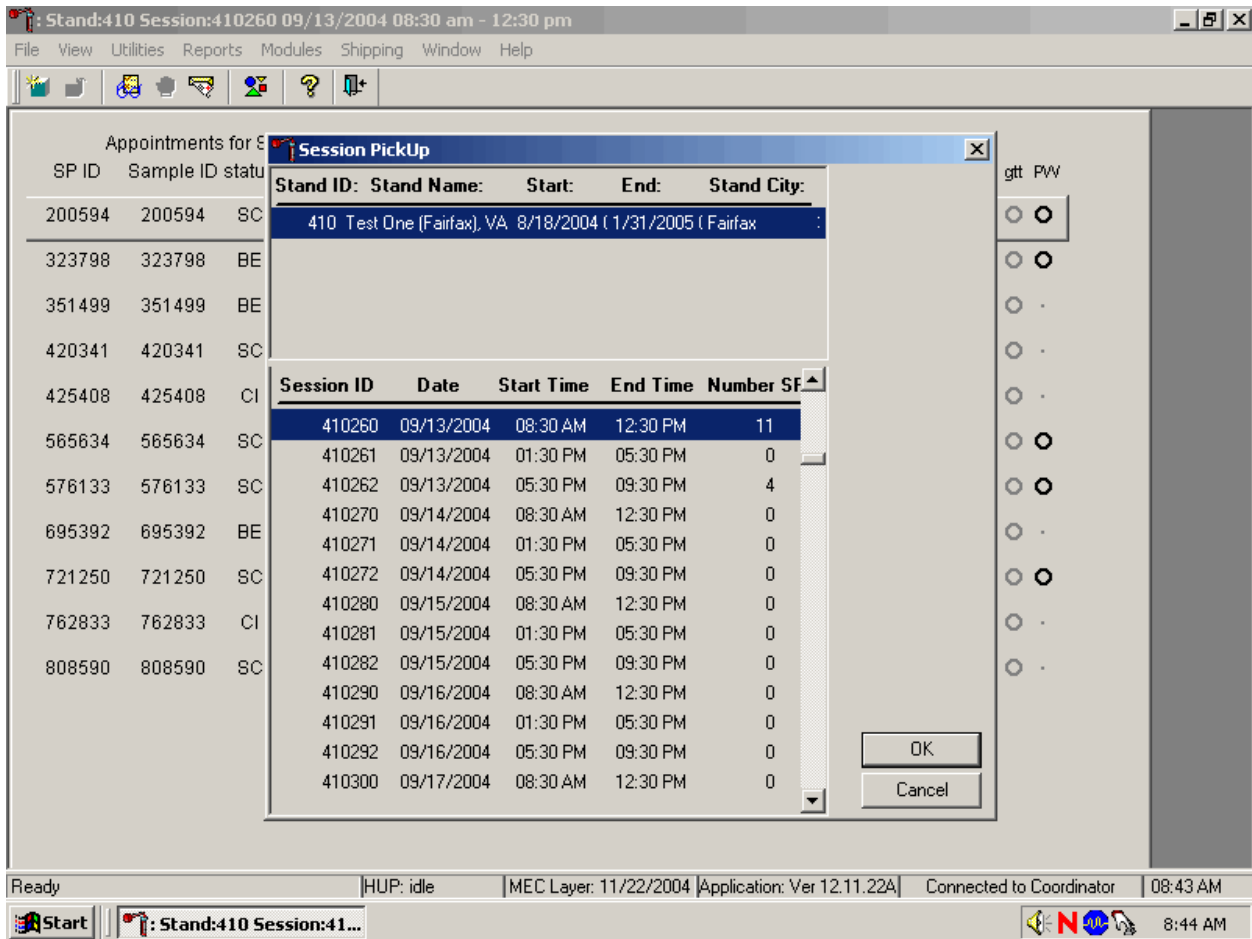 : Stand:410 Session:410260 09/13/2004 08:30 am - 12:30 pm
File View Utilities Reports Modules Shipping Window Help
Appointments for S
SP ID Sample ID statu gtt PW
200594 200594 SC
323798 323798 BE
351499 351499 BE
420341 420341 SC
425408 425408 CI
565634 565634 SC
576133 576133 SC
695392 695392 BE
721250 721250 SC
762833 762833 CI
808590 808590 SC
Session PickUp
Stand ID: Stand Name: Start: End: Stand City:
410 Test One (Fairfax), VA 8/18/2004 ( 1/31/2005 ( Fairfax
Session ID Date Start Time End Time Number SP
410260 09/13/2004 08:30 AM 12:30 PM 11
410261 09/13/2004 01:30 PM 05:30 PM 0
410262 09/13/2004 05:30 PM 09:30 PM 4
410270 09/14/2004 08:30 AM 12:30 PM 0
410271 09/14/2004 01:30 PM 05:30 PM 0
410272 09/14/2004 05:30 PM 09:30 PM 0
410280 09/15/2004 08:30 AM 12:30 PM 0
410281 09/15/2004 01:30 PM 05:30 PM 0
410282 09/15/2004 05:30 PM 09:30 PM 0
410290 09/16/2004 08:30 AM 12:30 PM 0
410291 09/16/2004 01:30 PM 05:30 PM 0
410292 09/16/2004 05:30 PM 09:30 PM 0
410300 09/17/2004 08:30 AM 12:30 PM 0
OK
Cancel
Ready HUP: idle MEC Layer: 11/22/2004 Application: Ver 12.11.22A Connected to Coordinator 08:43 AM
Start : Stand:410 Session:41... N 8:44 AM